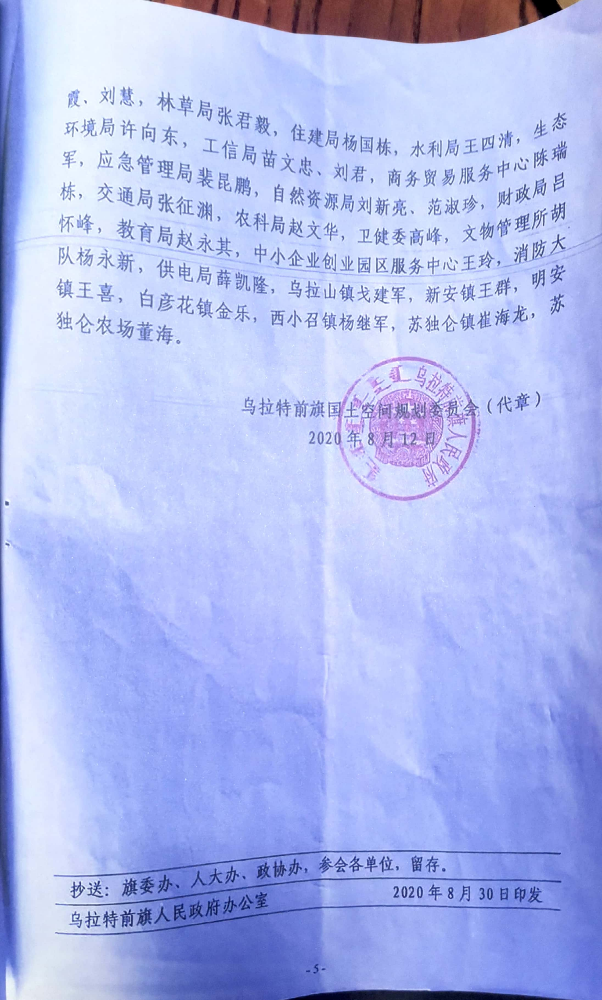 霞、刘慧，林草局张君毅，住建局杨国栋，水利局王四清，生态
环境局许向东，工信局苗文忠、刘君，商务贸易服务中心陈瑞
军，应急管理局裴昆鹏，自然资源局刘新亮、范淑珍，财政局吕
栋，交通局张征渊，农科局赵文华，卫健委高峰，文物管理所胡
怀峰，教育局赵永其，中小企业创业园区服务中心王玲，消防大
队杨永新，供电局薛凯隆，乌拉山镇戈建军，新安镇王群，明安
镇王喜，白彦花镇金乐，西小召镇杨继军，苏独仑镇崔海龙，苏
独仑农场董海。
乌拉特前旗国土空间规划委员会（代章）
2020年8月12日
乌拉特前旗人民政府
抄送：旗委办、人大办、政协办，参会各单位，留存。
乌拉特前旗人民政府办公室 2020年8月30日印发
-5-